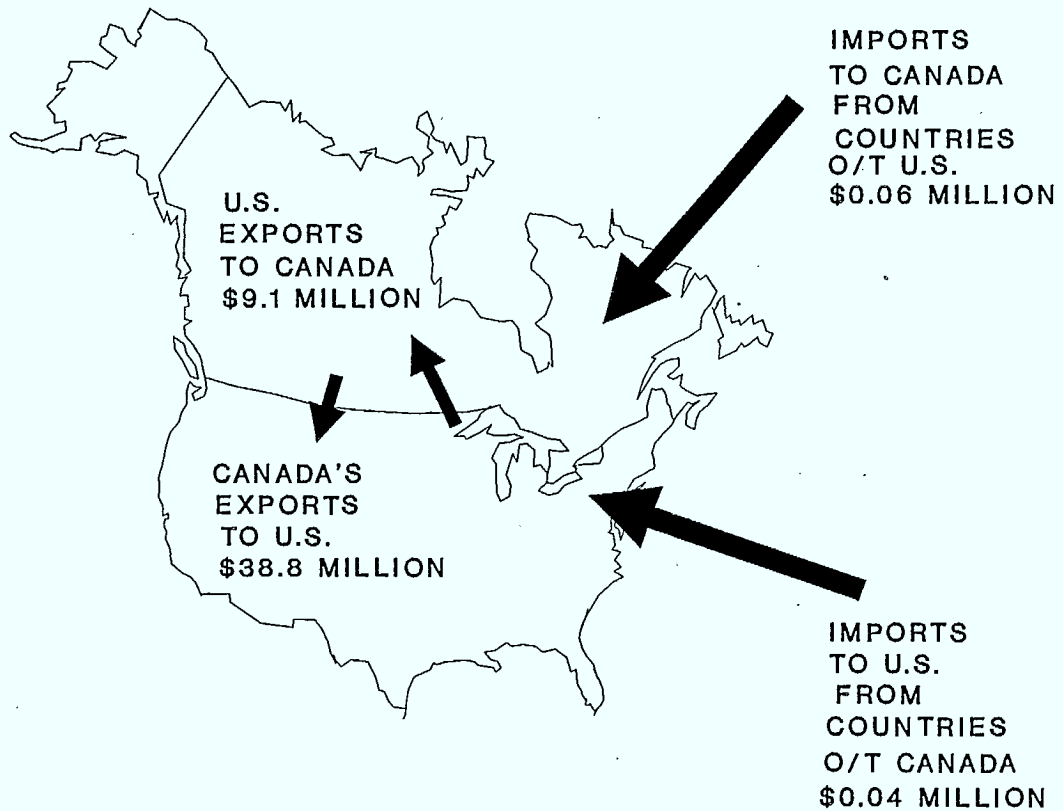 IMPORTS
TO CANADA
FROM
COUNTRIES
O/T U.S.
$0.06 MILLION
U.S.
EXPORTS
TO CANADA
$9.1 MILLION
CANADA'S
EXPORTS
TO U.S.
$38.8 MILLION
IMPORTS
TO U.S.
FROM
COUNTRIES
O/T CANADA
$0.04 MILLION